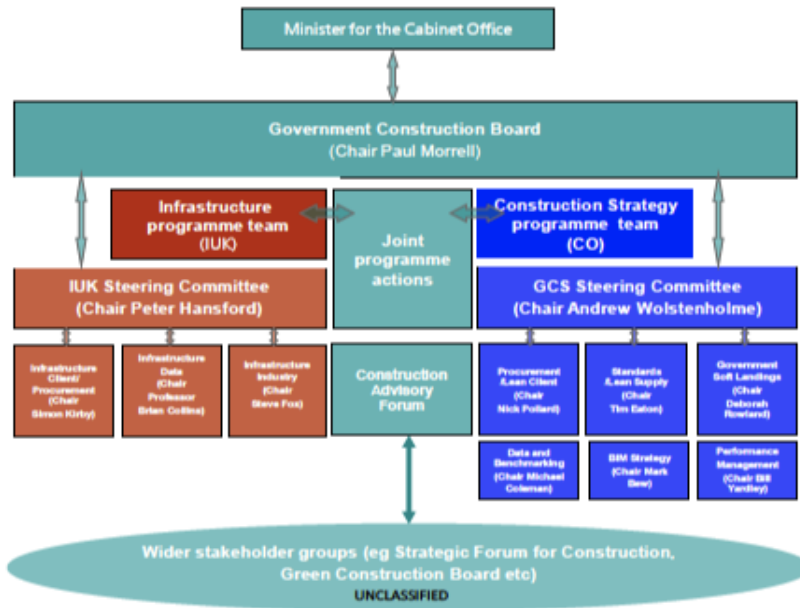 Minister for the Cabinet Office
Government Construction Board
(Chair Paul Morrell)
Infrastructure
programme team
(IUK)
Joint
programme
actions
Construction Strategy
programme team
(CO)
IUK Steering Committee
(Chair Peter Hansford)
GCS Steering Committee
(Chair Andrew Wolstenholme)
Infrastructure
Client/
Procurement
(Chair
Simon Kirby)
Infrastructure
Data
(Chair
Professor
Brian Collins)
Infrastructure
Industry
(Chair
Steve Fox)
Construction
Advisory
Forum
Procurement
/Lean Client
(Chair
Nick Pollard)
Standards
/Lean Supply
(Chair
Tim Eaton)
Government
Soft Landings
(Chair
Deborah
Rowland)
Data and
Benchmarking
(Chair Michael
Coleman)
BIM Strategy
(Chair Mark
Bew)
Performance
Management
(Chair Bill
Yardley)
Wider stakeholder groups (eg Strategic Forum for Construction,
Green Construction Board etc)
UNCLASSIFIED